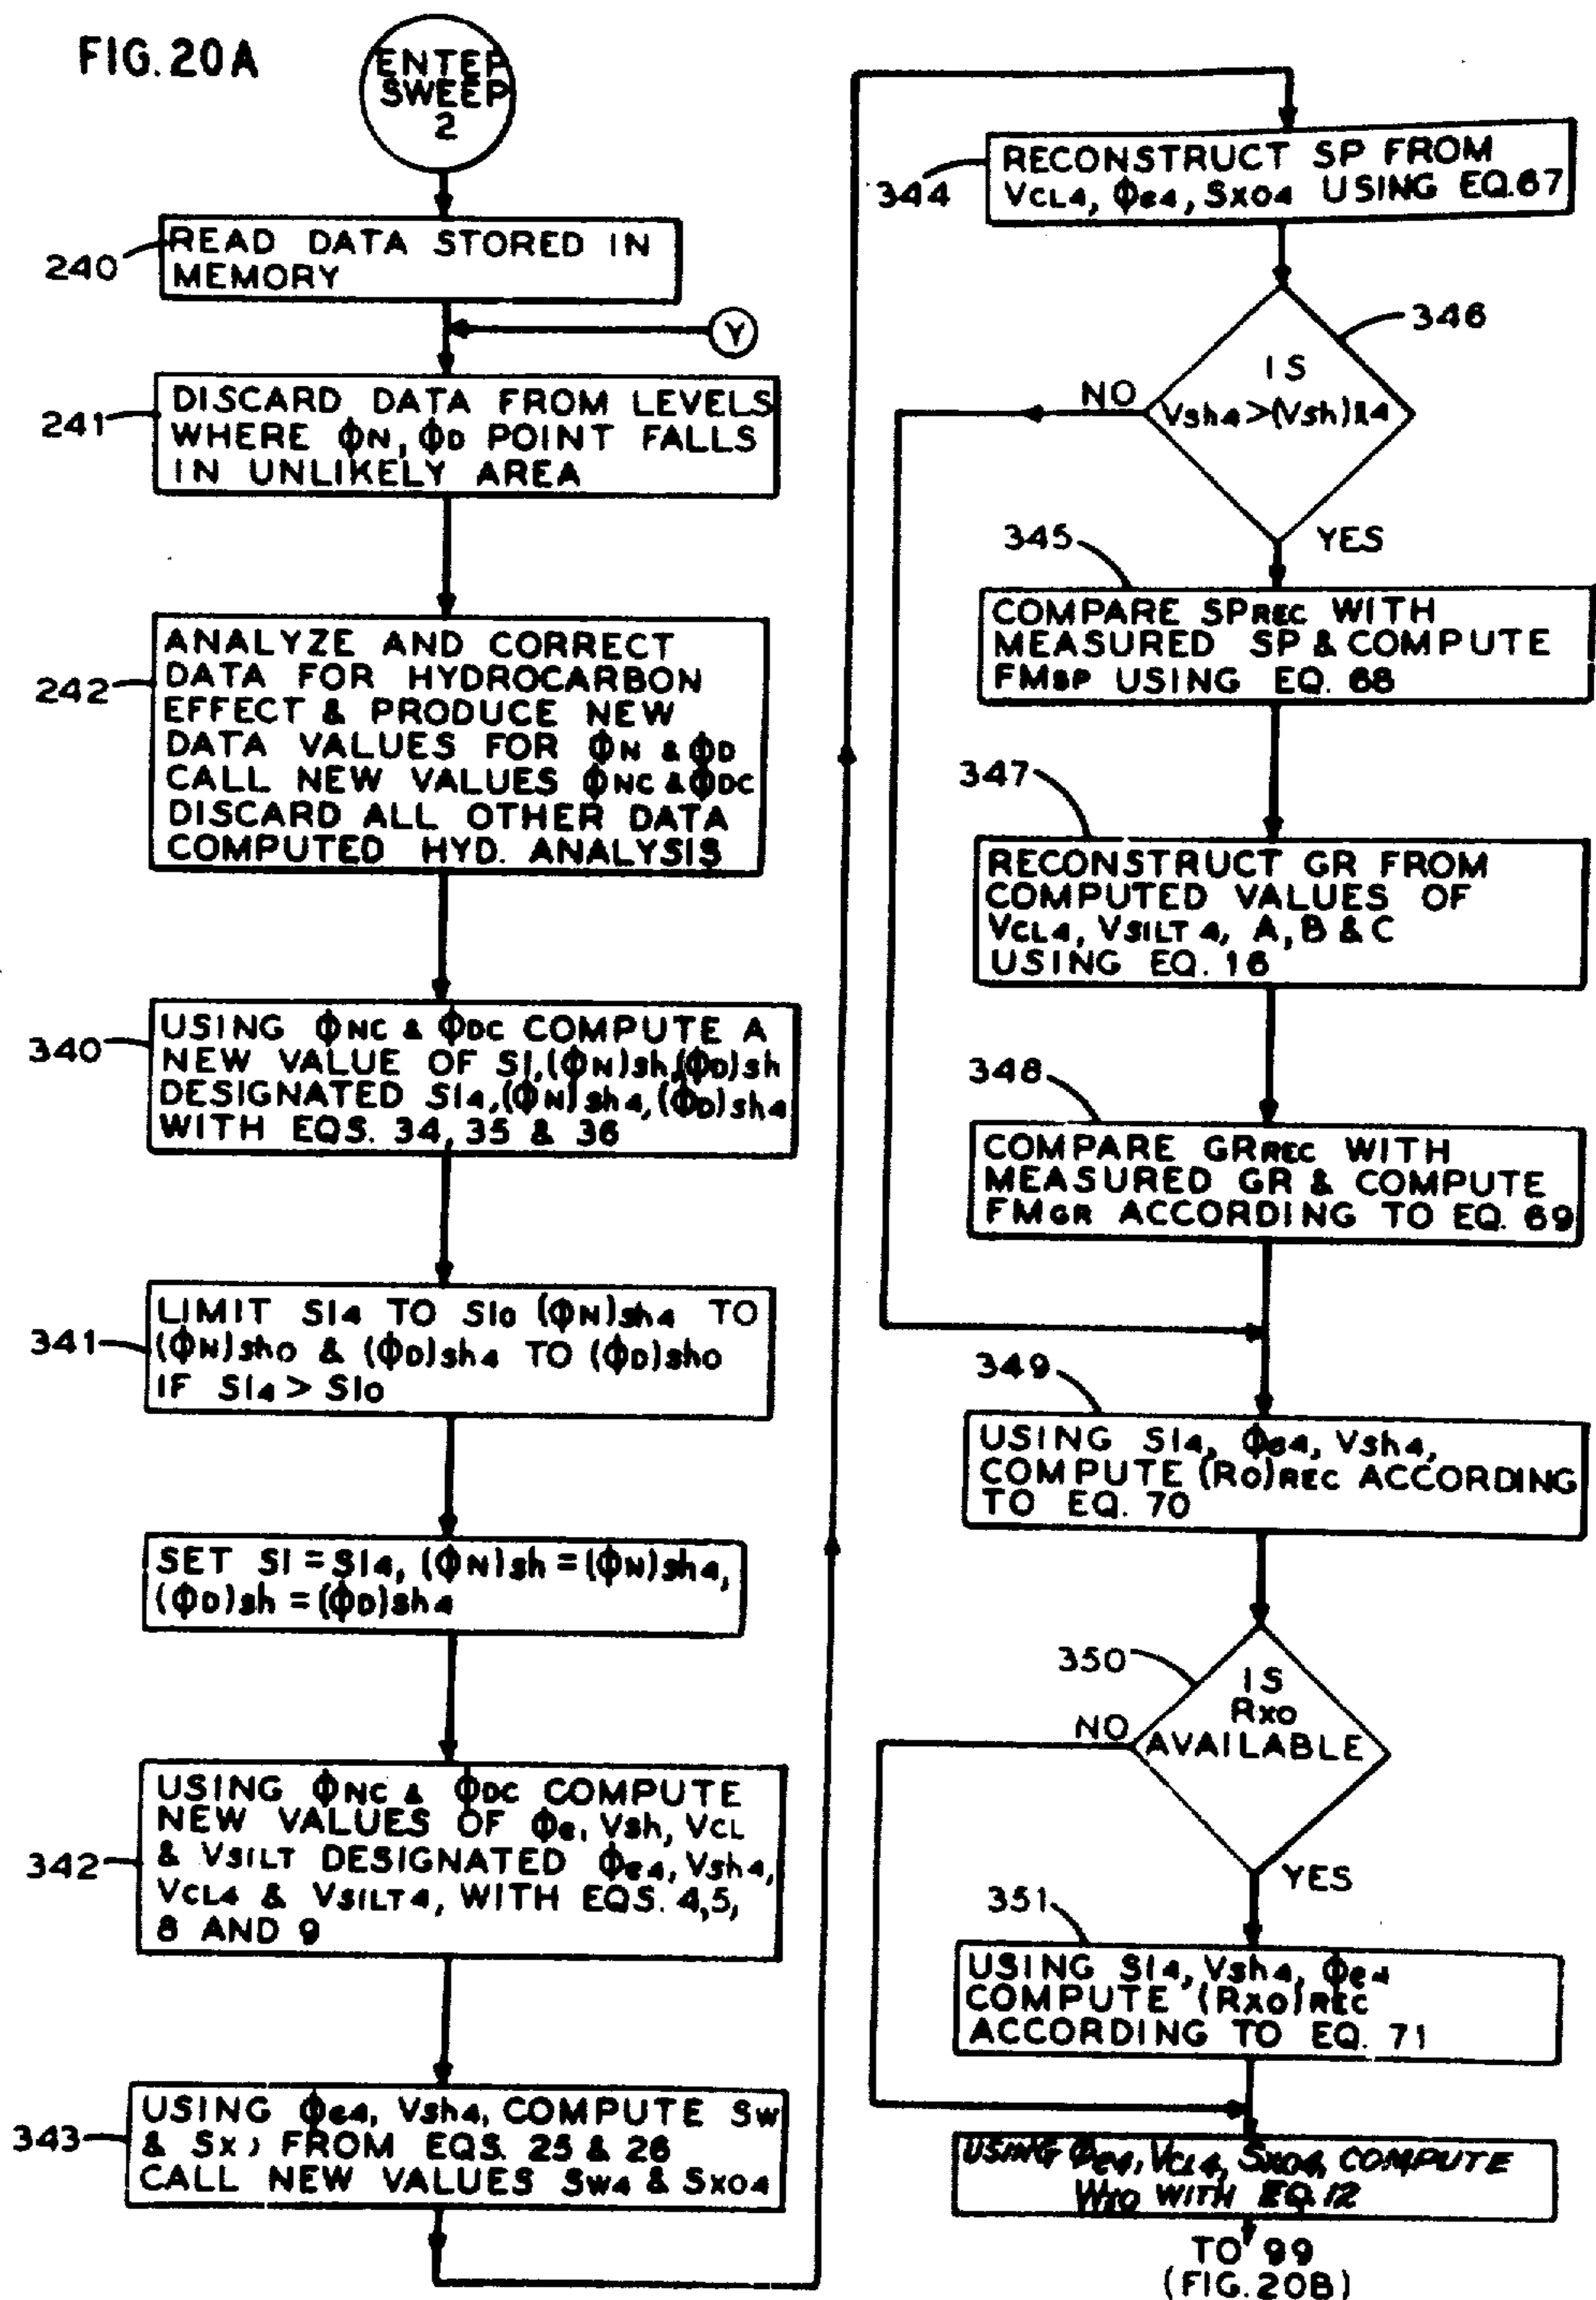 FIG. 20A
ENTER
SWEEP
2
240
READ DATA STORED IN
MEMORY
Y
241
DISCARD DATA FROM LEVELS
WHERE ΦN, ΦD POINT FALLS
IN UNLIKELY AREA
242
ANALYZE AND CORRECT
DATA FOR HYDROCARBON
EFFECT & PRODUCE NEW
DATA VALUES FOR ΦN & ΦD
CALL NEW VALUES ΦNC & ΦDC
DISCARD ALL OTHER DATA
COMPUTED HYD. ANALYSIS
340
USING ΦNC & ΦDC COMPUTE A
NEW VALUE OF SI, (ΦN)sh, (ΦD)sh
DESIGNATED SI4, (ΦN)sh4, (ΦD)sh4
WITH EQS. 34, 35 & 36
341
LIMIT SI4 TO SI0 (ΦN)sh4 TO
(ΦN)sh0 & (ΦD)sh4 TO (ΦD)sh0
IF SI4 > SI0
SET SI = SI4, (ΦN)sh = (ΦN)sh4,
(ΦD)sh = (ΦD)sh4
342
USING ΦNC & ΦDC COMPUTE
NEW VALUES OF Φe, Vsh, VCL
& VSILT DESIGNATED Φe4, Vsh4,
VCL4 & VSILT4, WITH EQS. 4,5,
8 AND 9
343
USING Φe4, Vsh4, COMPUTE Sw
& Sx) FROM EQS. 25 & 26
CALL NEW VALUES Sw4 & Sxo4
344
RECONSTRUCT SP FROM
VCL4, Φe4, Sxo4 USING EQ.67
346
IS
Vsh4 > (Vsh)ℓ4
NO
YES
345
COMPARE SPREC WITH
MEASURED SP & COMPUTE
FMSP USING EQ. 68
347
RECONSTRUCT GR FROM
COMPUTED VALUES OF
VCL4, VSILT4, A, B & C
USING EQ. 16
348
COMPARE GRREC WITH
MEASURED GR & COMPUTE
FMGR ACCORDING TO EQ. 69
349
USING SI4, Φe4, Vsh4,
COMPUTE (Ro)REC ACCORDING
TO EQ. 70
350
IS
Rxo
AVAILABLE
NO
YES
351
USING SI4, Vsh4, Φe4
COMPUTE (Rxo)REC
ACCORDING TO EQ. 71
USING Φe4, VCL4, Sxo4, COMPUTE
WITH EQ. 12
TO 99
(FIG. 20B)